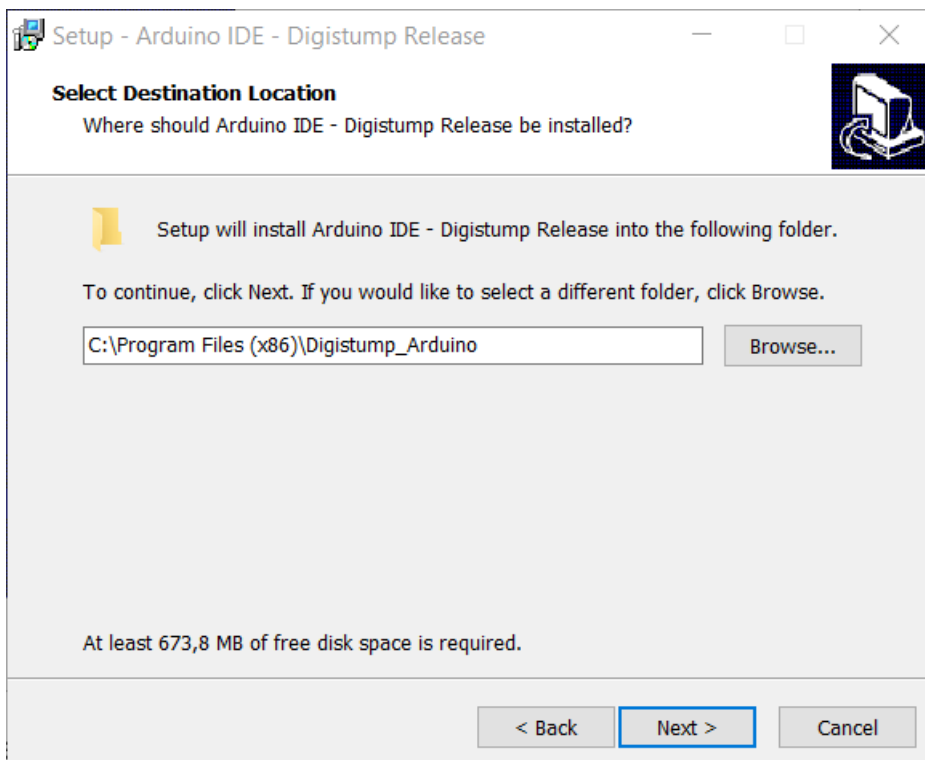 Setup - Arduino IDE - Digistump Release
Select Destination Location
Where should Arduino IDE - Digistump Release be installed?
Setup will install Arduino IDE - Digistump Release into the following folder.
To continue, click Next. If you would like to select a different folder, click Browse.
C:\Program Files (x86)\Digistump_Arduino
Browse...
At least 673,8 MB of free disk space is required.
< Back
Next >
Cancel